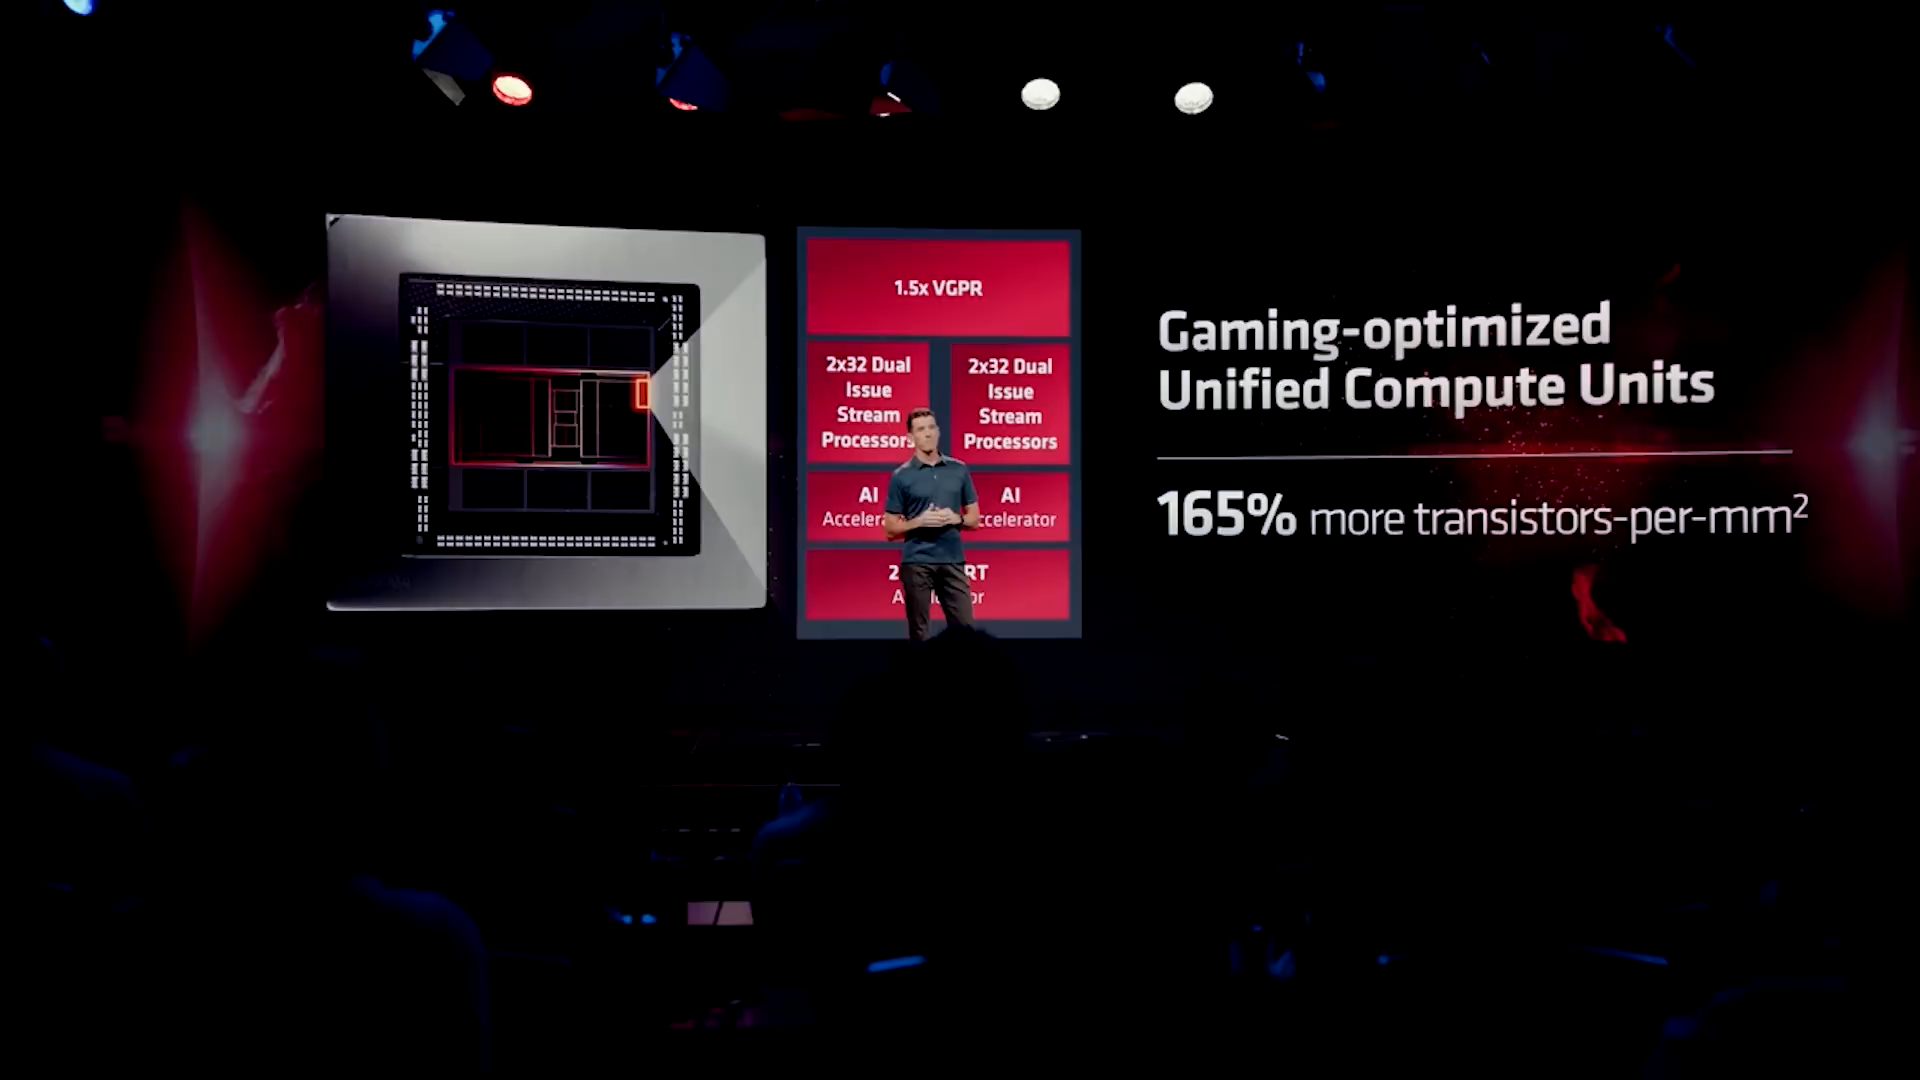 1.5x VGPR
2x32 Dual
Issue
Stream
Processors
2x32 Dual
Issue
Stream
Processors
AI
AI
Accelerator
RT
Gaming-optimized
Unified Compute Units
165% more transistors-per-mm²